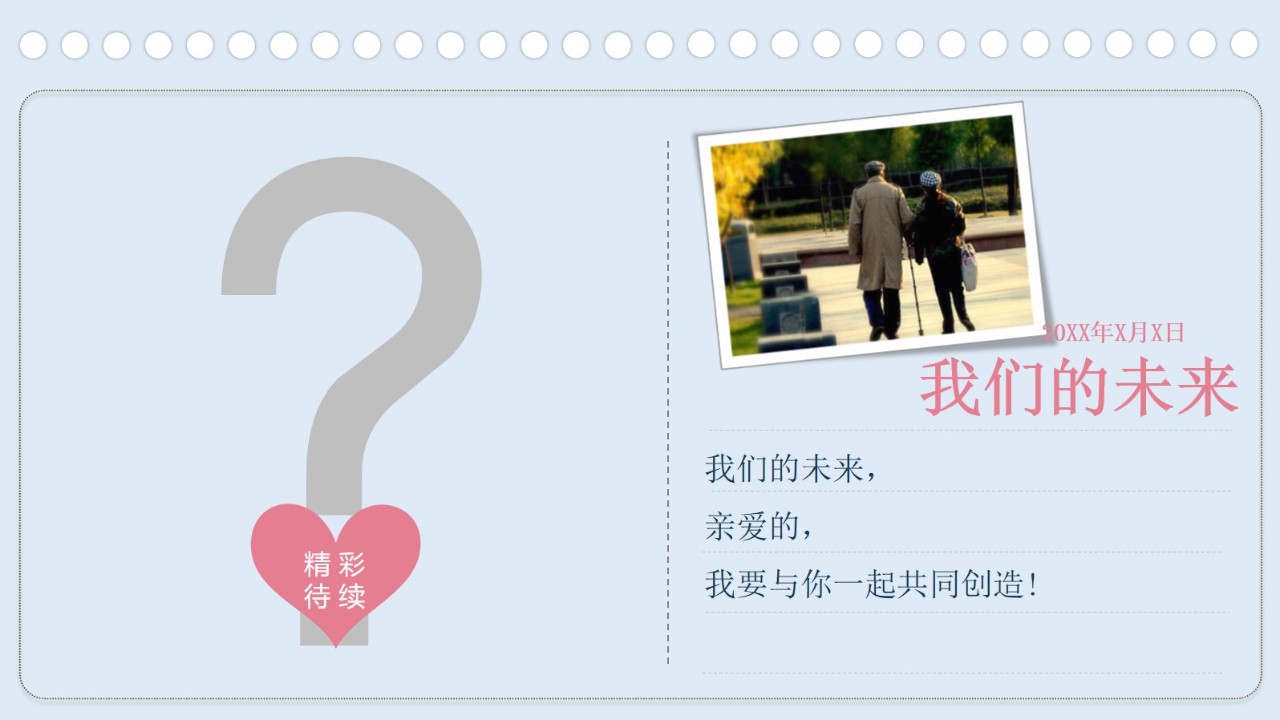 精彩
待续
20XX年X月X日
我们的未来
我们的未来，
亲爱的，
我要与你一起共同创造！